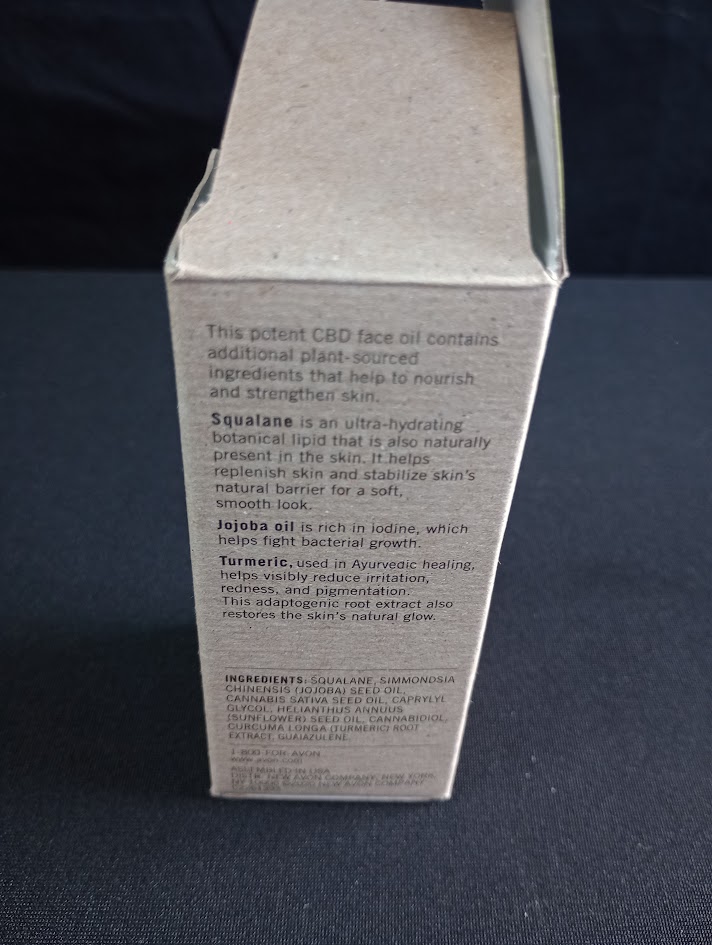 This potent CBD face oil contains
additional plant-sourced
ingredients that help to nourish
and strengthen skin.
Squalane is an ultra-hydrating
botanical lipid that is also naturally
present in the skin. It helps
replenish skin and stabilize skin's
natural barrier for a soft,
smooth look.
Jojoba oil is rich in iodine, which
helps fight bacterial growth.
Turmeric, used in Ayurvedic healing,
helps visibly reduce irritation,
redness, and pigmentation.
This adaptogenic root extract also
restores the skin's natural glow.
INGREDIENTS: SQUALANE, SIMMONDSIA
CHINENSIS (JOJOBA) SEED OIL,
CANNABIS SATIVA SEED OIL, CAPRYLYL
GLYCOL, HELIANTHUS ANNUUS
(SUNFLOWER) SEED OIL, CANNABIDIOL,
CURCUMA LONGA (TURMERIC) ROOT
EXTRACT, GUAIAZULENE.
1-800-FOR-AVON
www.avon.com
ASSEMBLED IN USA
DISTR. NEW AVON COMPANY, NEW YORK,
NEW AVON COMPANY